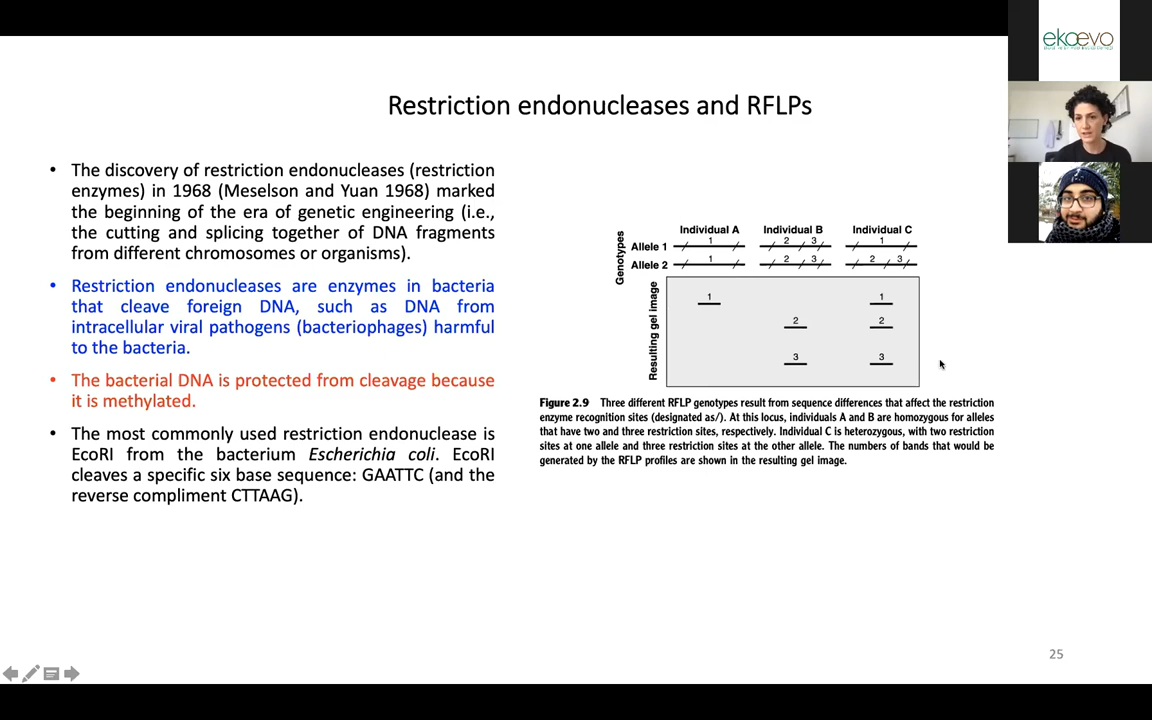 ekoevo
Restriction endonucleases and RFLPs
• The discovery of restriction endonucleases (restriction
enzymes) in 1968 (Meselson and Yuan 1968) marked
the beginning of the era of genetic engineering (i.e.,
the cutting and splicing together of DNA fragments
from different chromosomes or organisms).
• Restriction endonucleases are enzymes in bacteria
that cleave foreign DNA, such as DNA from
intracellular viral pathogens (bacteriophages) harmful
to the bacteria.
• The bacterial DNA is protected from cleavage because
it is methylated.
• The most commonly used restriction endonuclease is
EcoRI from the bacterium Escherichia coli. EcoRI
cleaves a specific six base sequence: GAATTC (and the
reverse compliment CTTAAG).
Individual A Individual B Individual C
Genotypes
Allele 1 1 2 3 1
Allele 2 1 2 3 2 3
Resulting gel image
1 1
2 2
3 3
Figure 2.9 Three different RFLP genotypes result from sequence differences that affect the restriction
enzyme recognition sites (designated as/). At this locus, individuals A and B are homozygous for alleles
that have two and three restriction sites, respectively. Individual C is heterozygous, with two restriction
sites at one allele and three restriction sites at the other allele. The numbers of bands that would be
generated by the RFLP profiles are shown in the resulting gel image.
25